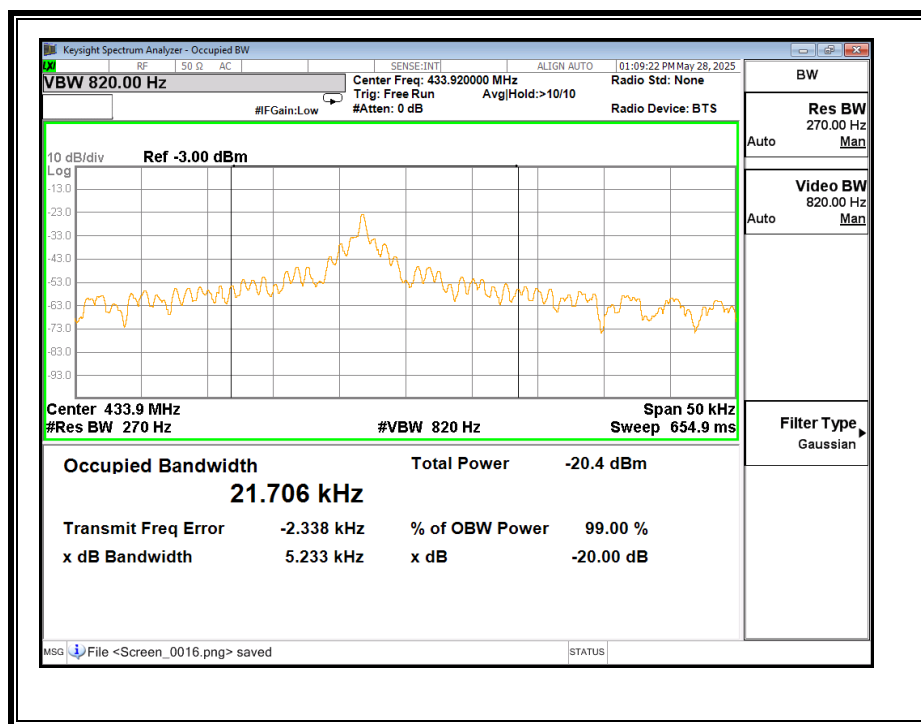 Keysight Spectrum Analyzer - Occupied BW
LXI RF 50 Ω AC SENSE:INT ALIGN AUTO 01:09:22 PM May 28, 2025
VBW 820.00 Hz
Center Freq: 433.920000 MHz
Radio Std: None
Trig: Free Run Avg|Hold:>10/10
#IFGain:Low
#Atten: 0 dB
Radio Device: BTS
10 dB/div Ref -3.00 dBm
Log
-13.0
-23.0
-33.0
-43.0
-53.0
-63.0
-73.0
-83.0
-93.0
Center 433.9 MHz Span 50 kHz
#Res BW 270 Hz #VBW 820 Hz Sweep 654.9 ms
Occupied Bandwidth Total Power -20.4 dBm
21.706 kHz
Transmit Freq Error -2.338 kHz % of OBW Power 99.00 %
x dB Bandwidth 5.233 kHz x dB -20.00 dB
MSG File <Screen_0016.png> saved STATUS
BW
Res BW
270.00 Hz
Auto Man
Video BW
820.00 Hz
Auto Man
Filter Type
Gaussian